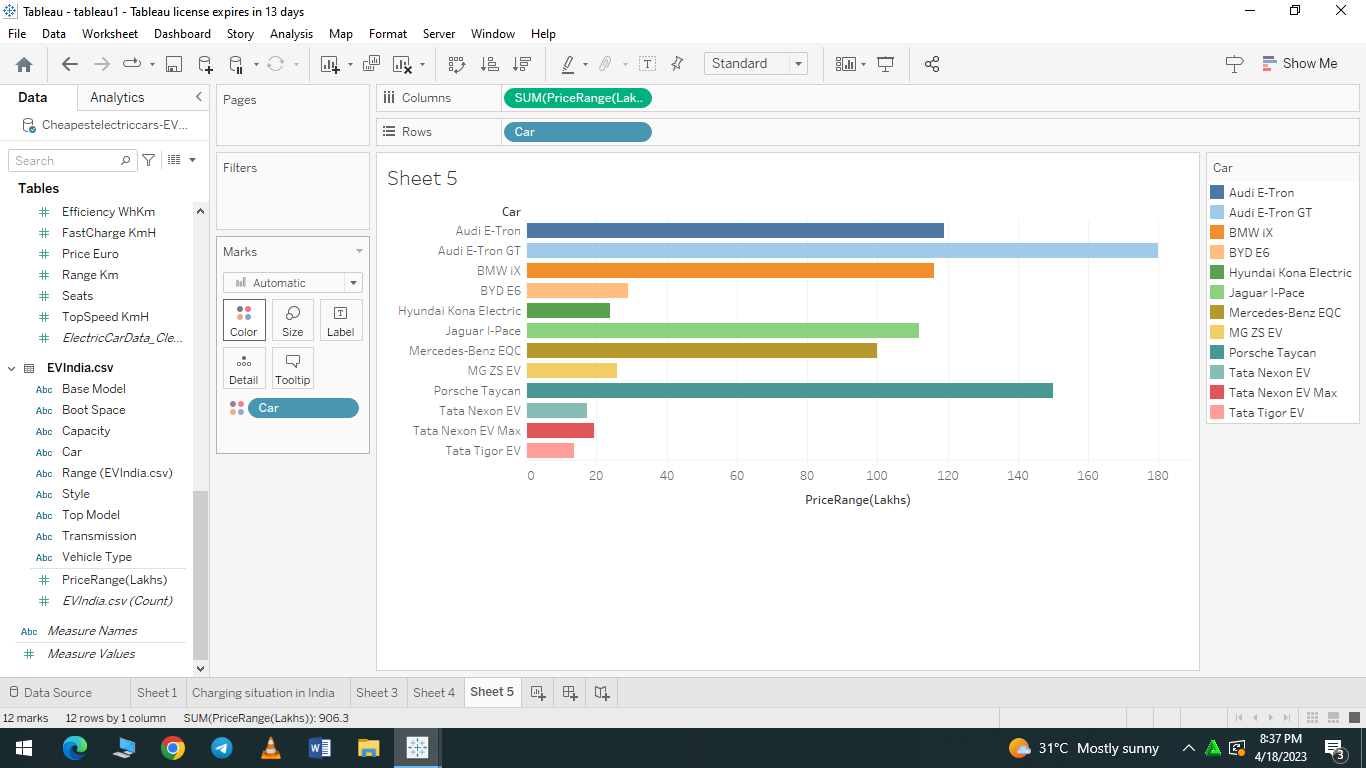 Tableau - tableau1 - Tableau license expires in 13 days
File Data Worksheet Dashboard Story Analysis Map Format Server Window Help
Standard
Show Me
Data Analytics
Cheapestelectriccars-EV...
Search
Tables
# Efficiency WhKm
# FastCharge KmH
# Price Euro
# Range Km
# Seats
# TopSpeed KmH
# ElectricCarData_Cle...
EVIndia.csv
Abc Base Model
Abc Boot Space
Abc Capacity
Abc Car
Abc Range (EVIndia.csv)
Abc Style
Abc Top Model
Abc Transmission
Abc Vehicle Type
# PriceRange(Lakhs)
# EVIndia.csv (Count)
Abc Measure Names
# Measure Values
Pages
Filters
Marks
Automatic
Color Size Label
Detail Tooltip
Car
Columns SUM(PriceRange(Lak..
Rows Car
Sheet 5
Car
Audi E-Tron
Audi E-Tron GT
BMW iX
BYD E6
Hyundai Kona Electric
Jaguar I-Pace
Mercedes-Benz EQC
MG ZS EV
Porsche Taycan
Tata Nexon EV
Tata Nexon EV Max
Tata Tigor EV
0 20 40 60 80 100 120 140 160 180
PriceRange(Lakhs)
Car
Audi E-Tron
Audi E-Tron GT
BMW iX
BYD E6
Hyundai Kona Electric
Jaguar I-Pace
Mercedes-Benz EQC
MG ZS EV
Porsche Taycan
Tata Nexon EV
Tata Nexon EV Max
Tata Tigor EV
Data Source Sheet 1 Charging situation in India Sheet 3 Sheet 4 Sheet 5
12 marks 12 rows by 1 column SUM(PriceRange(Lakhs)): 906.3
31°C Mostly sunny
8:37 PM
4/18/2023
3